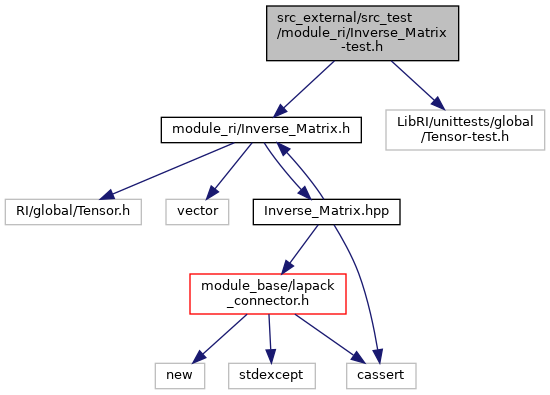 src_external/src_test
/module_ri/Inverse_Matrix
-test.h
module_ri/Inverse_Matrix.h
LibRI/unittests/global
/Tensor-test.h
RI/global/Tensor.h
vector
Inverse_Matrix.hpp
module_base/lapack
_connector.h
new
stdexcept
cassert